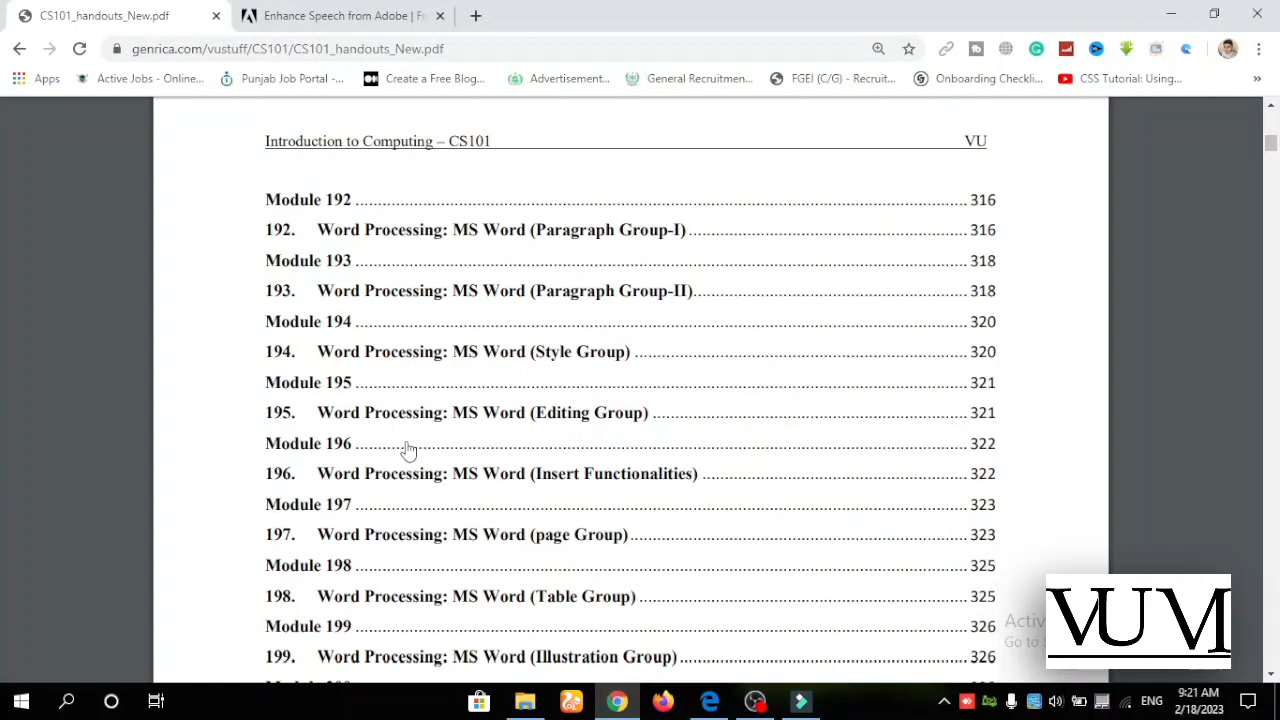 CS101_handouts_New.pdf
Enhance Speech from Adobe | Fr
genrica.com/vustuff/CS101/CS101_handouts_New.pdf
Apps
Active Jobs - Online...
Punjab Job Portal -...
Create a Free Blog...
Advertisement...
General Recruitmen...
FGEI (C/G) - Recruit...
Onboarding Checkli...
CSS Tutorial: Using...
»
Introduction to Computing – CS101 VU
Module 192 ........ 316
192. Word Processing: MS Word (Paragraph Group-I) ........ 316
Module 193 ........ 318
193. Word Processing: MS Word (Paragraph Group-II) ........ 318
Module 194 ........ 320
194. Word Processing: MS Word (Style Group) ........ 320
Module 195 ........ 321
195. Word Processing: MS Word (Editing Group) ........ 321
Module 196 ........ 322
196. Word Processing: MS Word (Insert Functionalities) ........ 322
Module 197 ........ 323
197. Word Processing: MS Word (page Group) ........ 323
Module 198 ........ 325
198. Word Processing: MS Word (Table Group) ........ 325
Module 199 ........ 326
199. Word Processing: MS Word (Illustration Group) ........ 326
Activ
Go to S
VUM
ENG
9:21 AM
2/18/2023